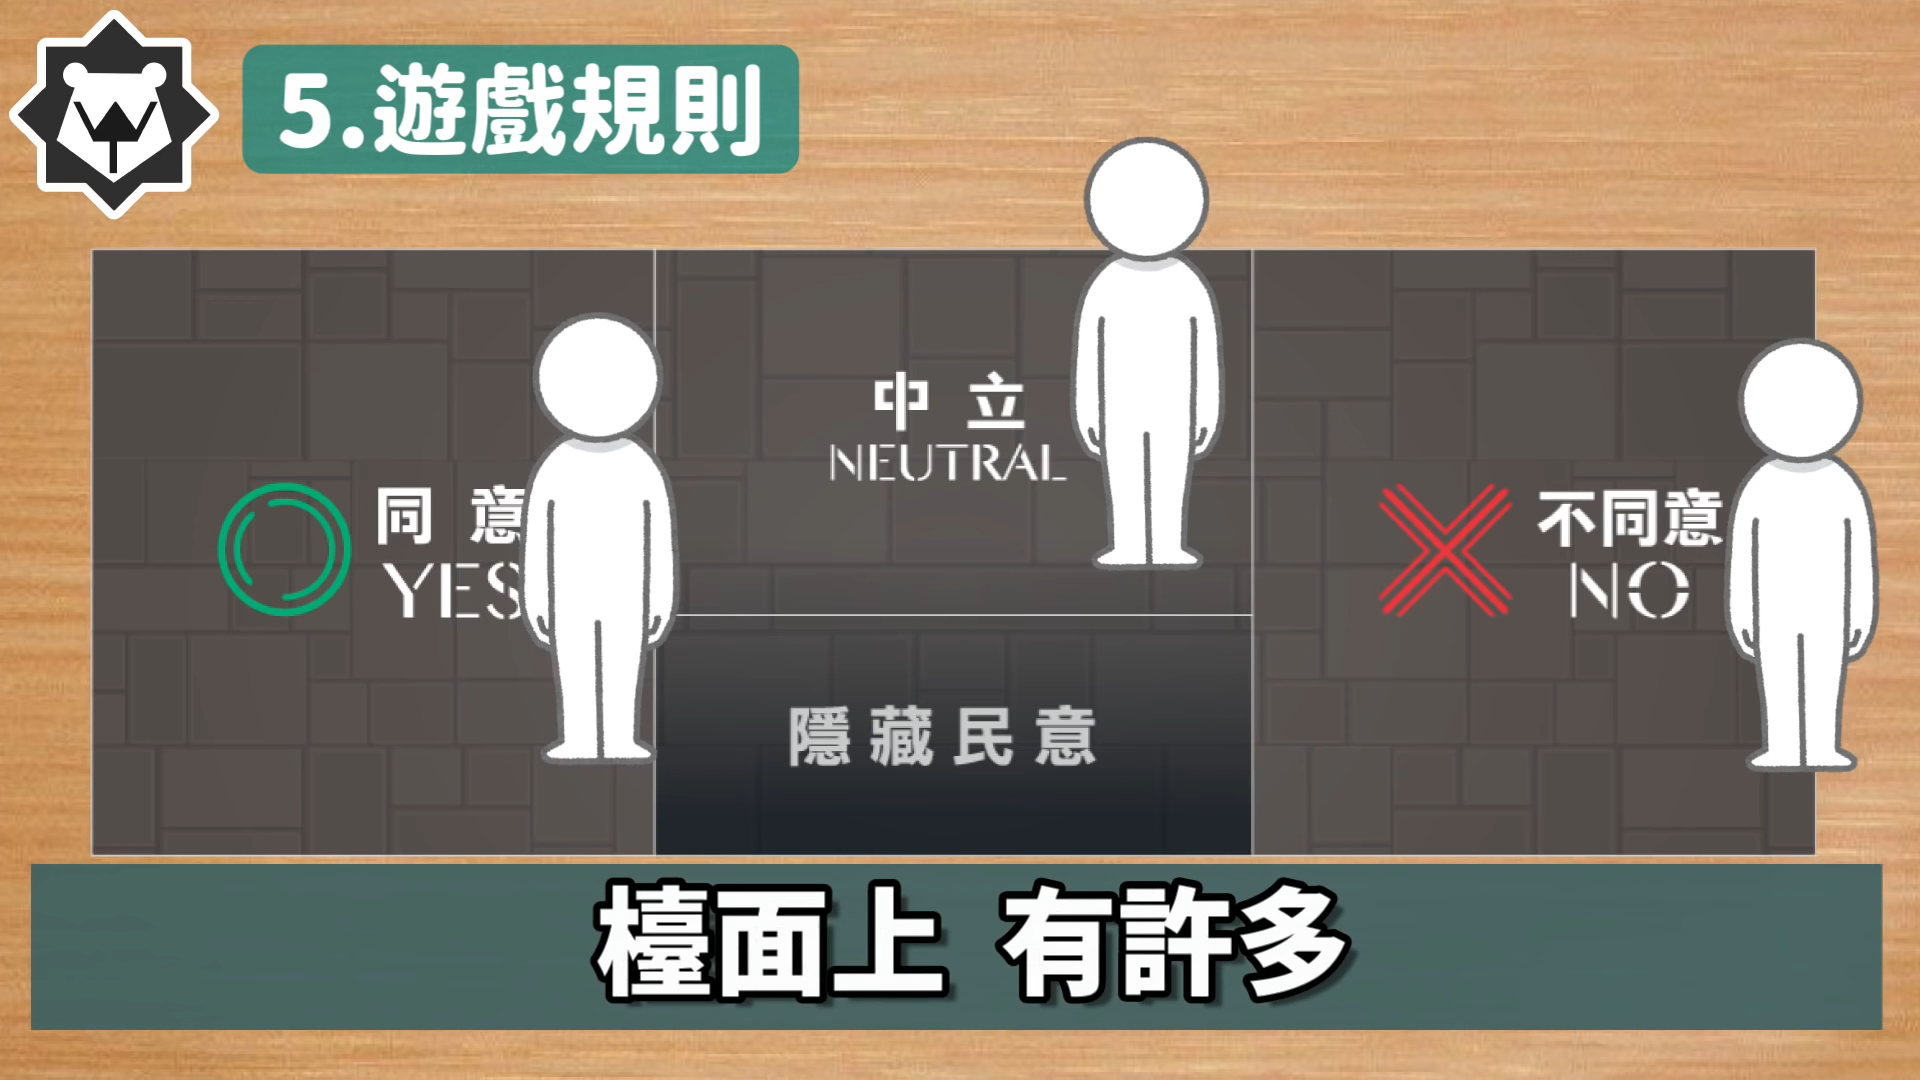 5.遊戲規則
中立
NEUTRAL
同意
YES
不同意
NO
隱藏民意
檯面上 有許多